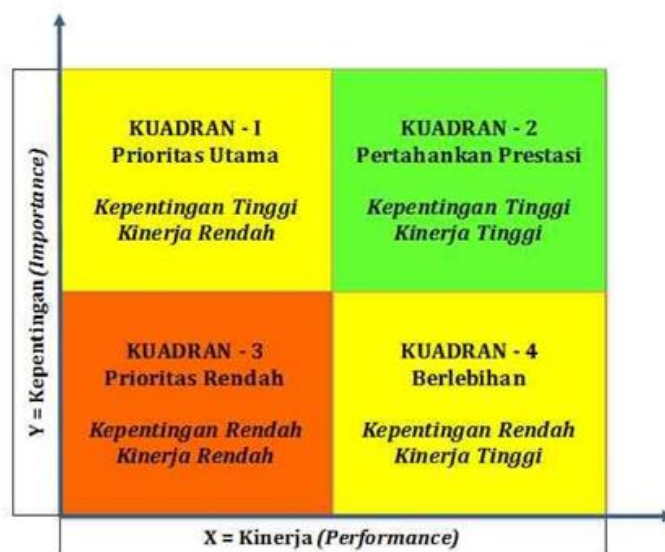 KUADRAN - I
Prioritas Utama
Kepentingan Tinggi
Kinerja Rendah
KUADRAN - 2
Pertahankan Prestasi
Kepentingan Tinggi
Kinerja Tinggi
KUADRAN - 3
Prioritas Rendah
Kepentingan Rendah
Kinerja Rendah
KUADRAN - 4
Berlebihan
Kepentingan Rendah
Kinerja Tinggi
Y = Kepentingan (Importance)
X = Kinerja (Performance)